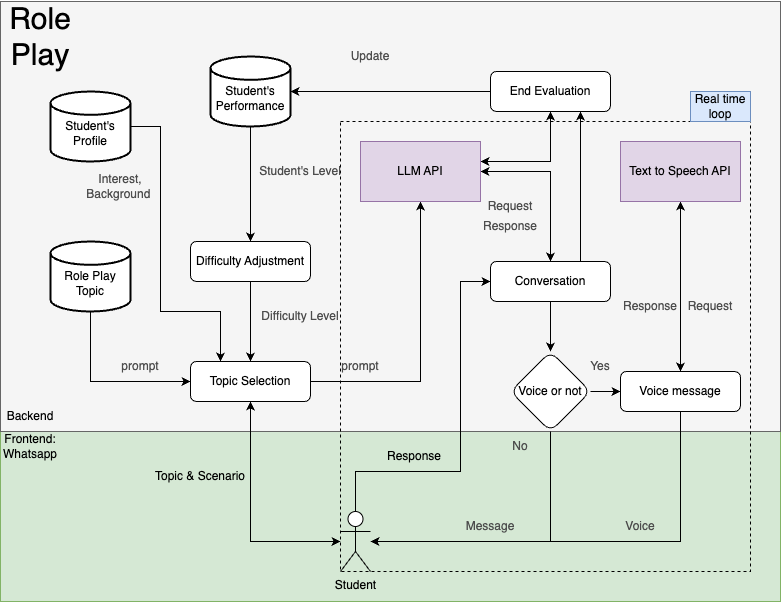 Role
Play
Update
Student's
Performance
End Evaluation
Real time
loop
Student's
Profile
Interest,
Background
Student's Level
LLM API
Text to Speech API
Request
Response
Role Play
Topic
Difficulty Adjustment
Conversation
Difficulty Level
Response
Request
prompt
Topic Selection
prompt
Yes
Voice or not
Voice message
Backend
Frontend:
Whatsapp
No
Response
Topic & Scenario
Message
Voice
Student